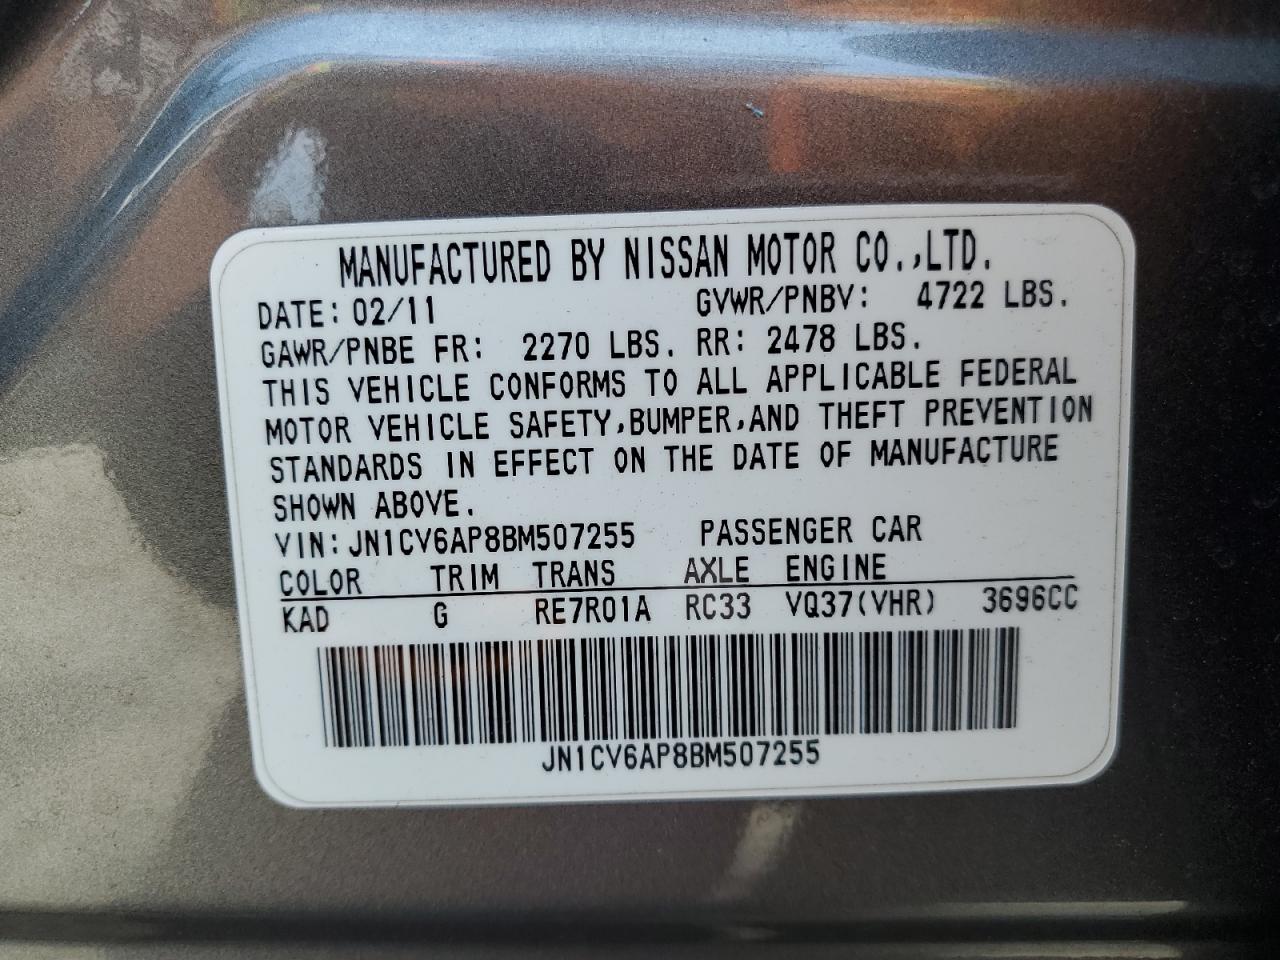 MANUFACTURED BY NISSAN MOTOR CO.,LTD.
DATE: 02/11 GVWR/PNBV: 4722 LBS.
GAWR/PNBE FR: 2270 LBS. RR: 2478 LBS.
THIS VEHICLE CONFORMS TO ALL APPLICABLE FEDERAL
MOTOR VEHICLE SAFETY,BUMPER,AND THEFT PREVENTION
STANDARDS IN EFFECT ON THE DATE OF MANUFACTURE
SHOWN ABOVE.
VIN: JN1CV6AP8BM507255 PASSENGER CAR
COLOR TRIM TRANS AXLE ENGINE
KAD G RE7R01A RC33 VQ37(VHR) 3696CC
JN1CV6AP8BM507255